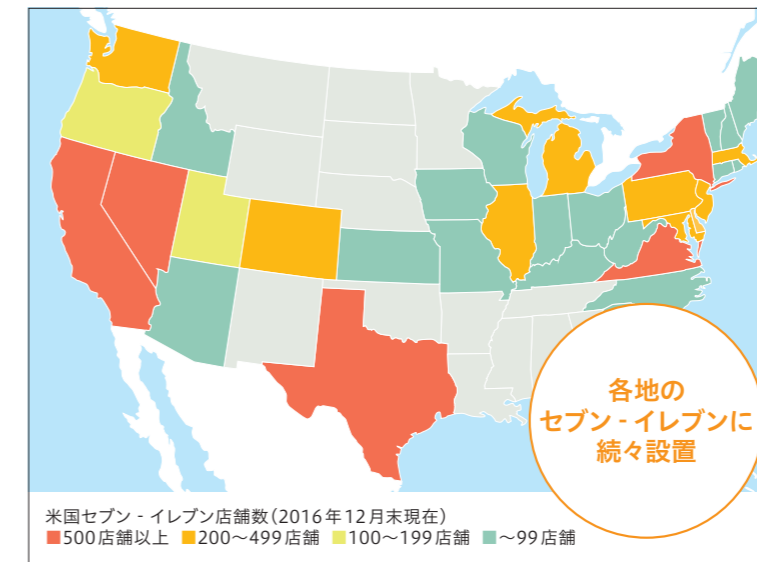 各地の
セブン‐イレブンに
続々設置
米国セブン‐イレブン店舗数(2016年12月末現在)
■500店舗以上 ■200〜499店舗 ■100〜199店舗 ■〜99店舗